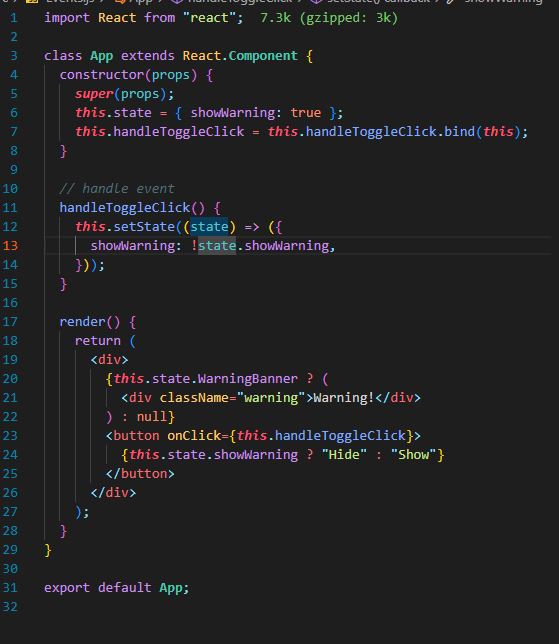 Events.js > App > handleToggleClick > setState() callback > showWarning
1 import React from "react"; 7.3k (gzipped: 3k)
2
3 class App extends React.Component {
4 constructor(props) {
5 super(props);
6 this.state = { showWarning: true };
7 this.handleToggleClick = this.handleToggleClick.bind(this);
8 }
9
10 // handle event
11 handleToggleClick() {
12 this.setState((state) => ({
13 showWarning: !state.showWarning,
14 }));
15 }
16
17 render() {
18 return (
19 <div>
20 {this.state.WarningBanner ? (
21 <div className="warning">Warning!</div>
22 ) : null}
23 <button onClick={this.handleToggleClick}>
24 {this.state.showWarning ? "Hide" : "Show"}
25 </button>
26 </div>
27 );
28 }
29 }
30
31 export default App;
32